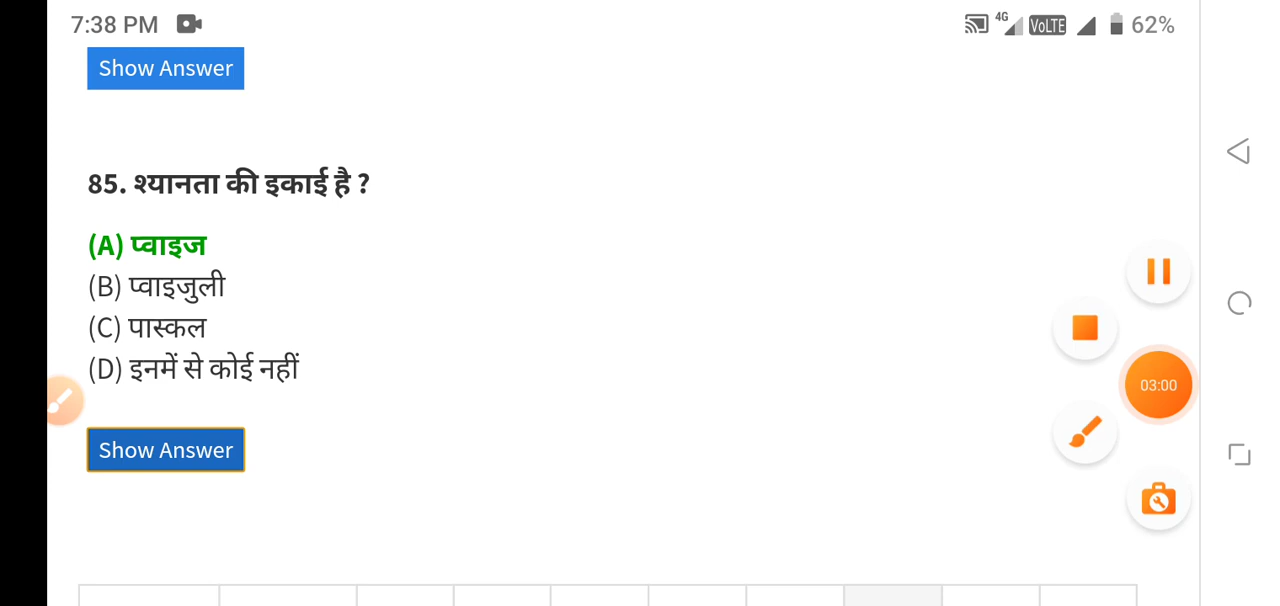 7:38 PM 4G VoLTE 62%
Show Answer
85. श्यानता की इकाई है ?
(A) प्वाइज
(B) प्वाइजुली
(C) पास्कल
(D) इनमें से कोई नहीं
03:00
Show Answer